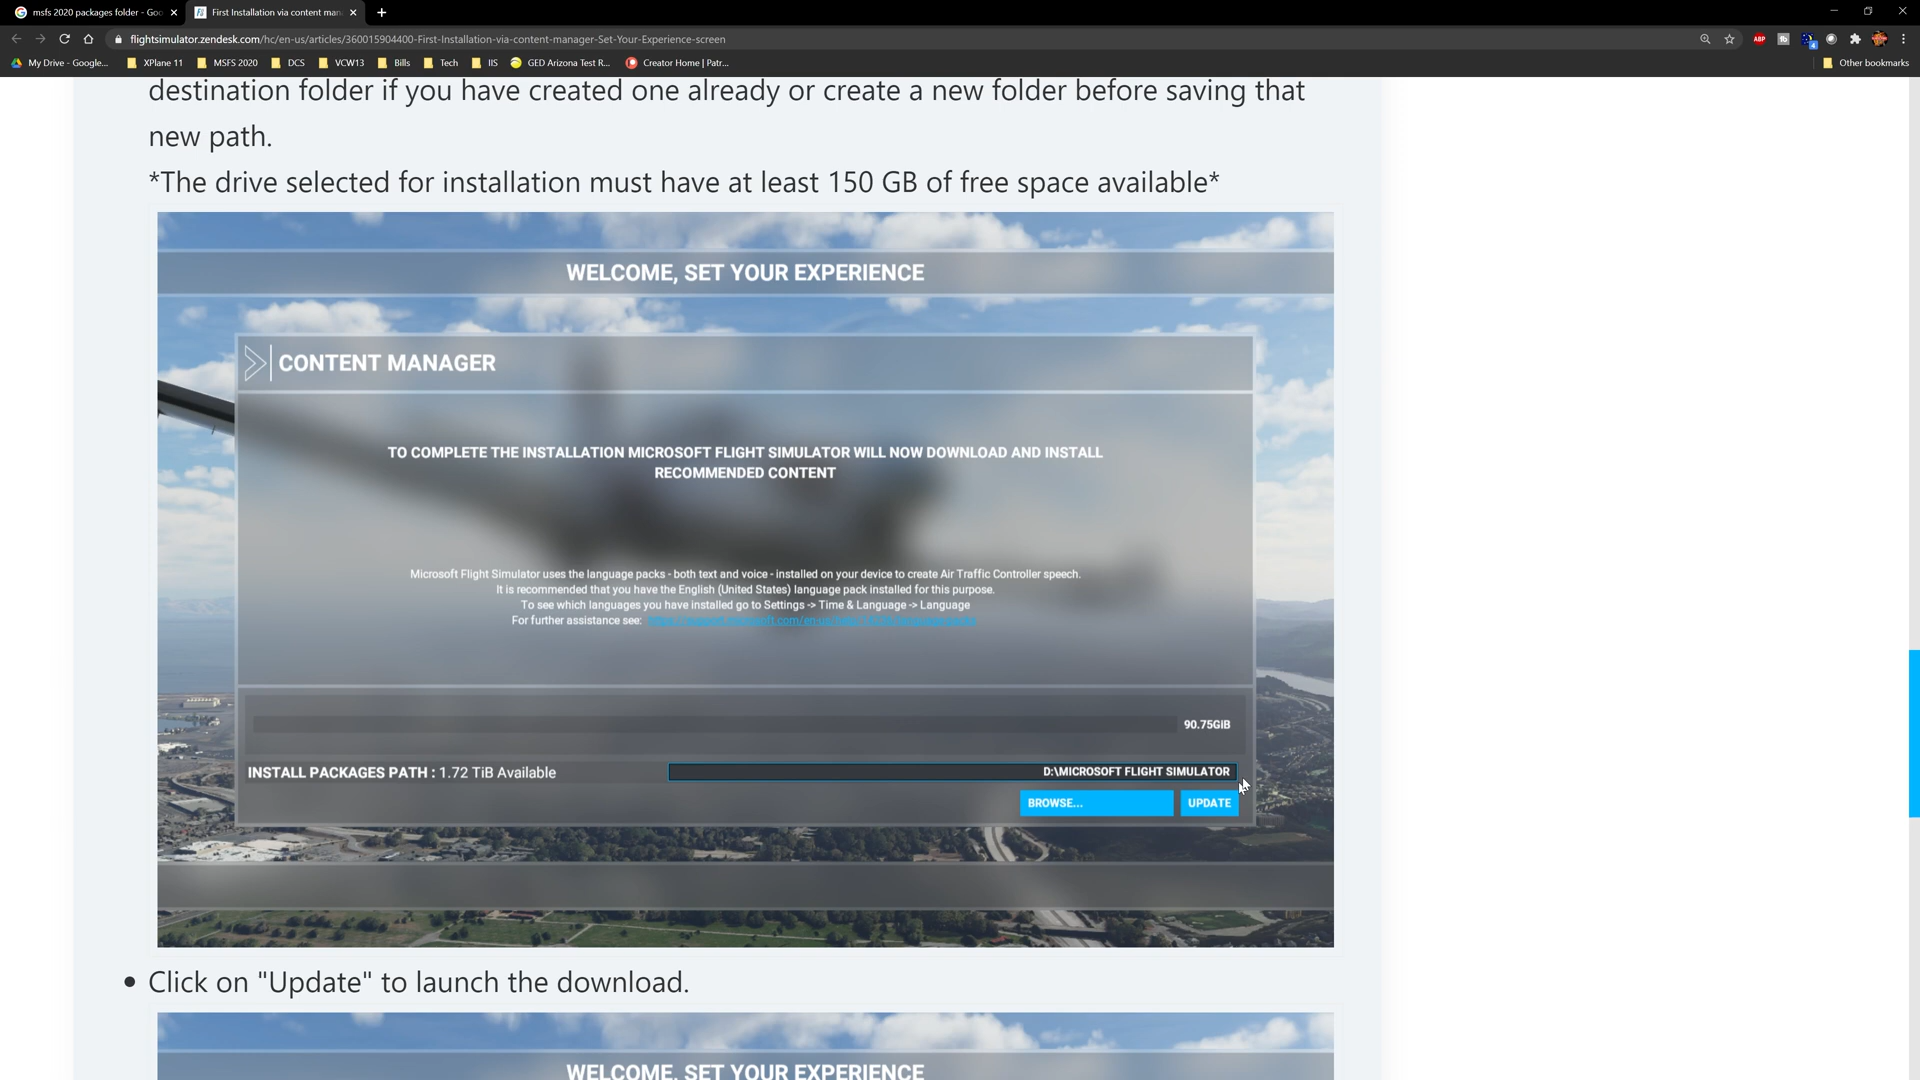 msfs 2020 packages folder - Goo
First Installation via content man
flightsimulator.zendesk.com/hc/en-us/articles/360015904400-First-Installation-via-content-manager-Set-Your-Experience-screen
ABP
4
My Drive - Google...
XPlane 11
MSFS 2020
DCS
VCW13
Bills
Tech
IIS
GED Arizona Test R...
Creator Home | Patr...
Other bookmarks
destination folder if you have created one already or create a new folder before saving that
new path.
*The drive selected for installation must have at least 150 GB of free space available*
WELCOME, SET YOUR EXPERIENCE
CONTENT MANAGER
TO COMPLETE THE INSTALLATION MICROSOFT FLIGHT SIMULATOR WILL NOW DOWNLOAD AND INSTALL
RECOMMENDED CONTENT
Microsoft Flight Simulator uses the language packs - both text and voice - installed on your device to create Air Traffic Controller speech.
It is recommended that you have the English (United States) language pack installed for this purpose.
To see which languages you have installed go to Settings -> Time & Language -> Language
For further assistance see:
90.75GIB
INSTALL PACKAGES PATH : 1.72 TiB Available
D:\MICROSOFT FLIGHT SIMULATOR
BROWSE...
UPDATE
• Click on "Update" to launch the download.
WELCOME, SET YOUR EXPERIENCE